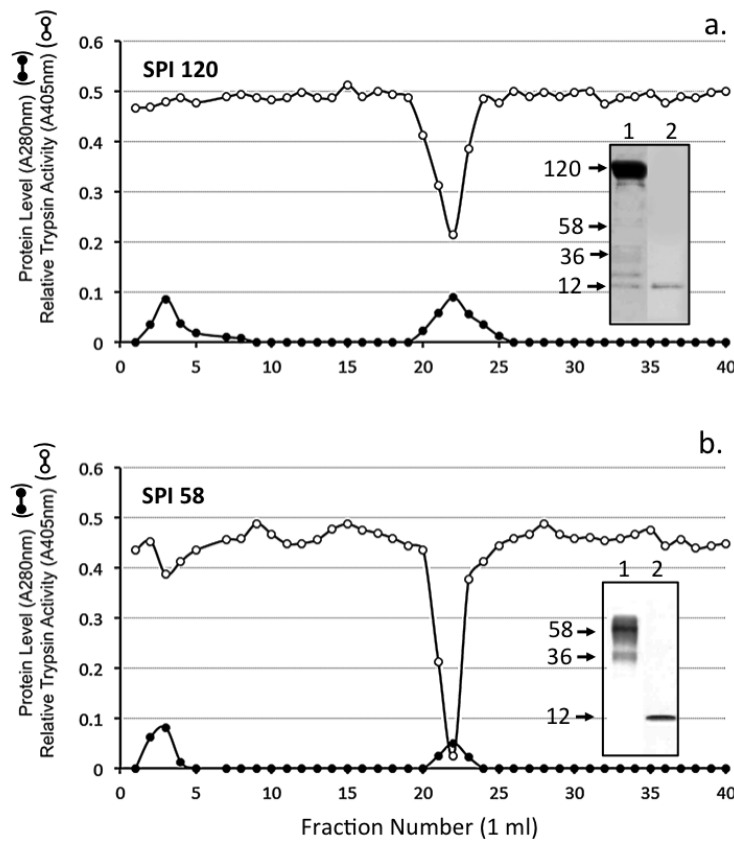 a.
Protein Level (A280nm)
Relative Trypsin Activity (A405nm)
SPI 120
0.6
0.5
0.4
0.3
0.2
0.1
0
0 5 10 15 20 25 30 35 40
1 2
120
58
36
12
b.
Protein Level (A280nm)
Relative Trypsin Activity (A405nm)
SPI 58
0.6
0.5
0.4
0.3
0.2
0.1
0
0 5 10 15 20 25 30 35 40
1 2
58
36
12
Fraction Number (1 ml)